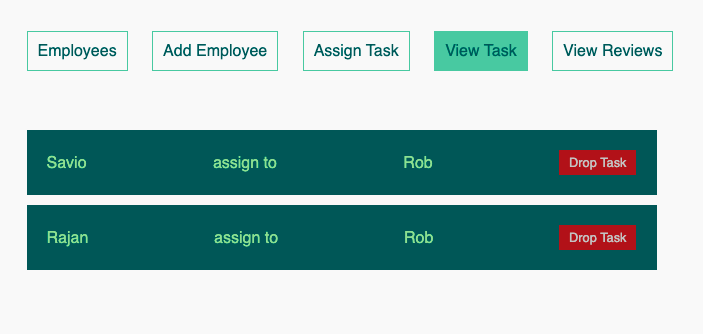 Employees Add Employee Assign Task View Task View Reviews
Savio assign to Rob Drop Task
Rajan assign to Rob Drop Task